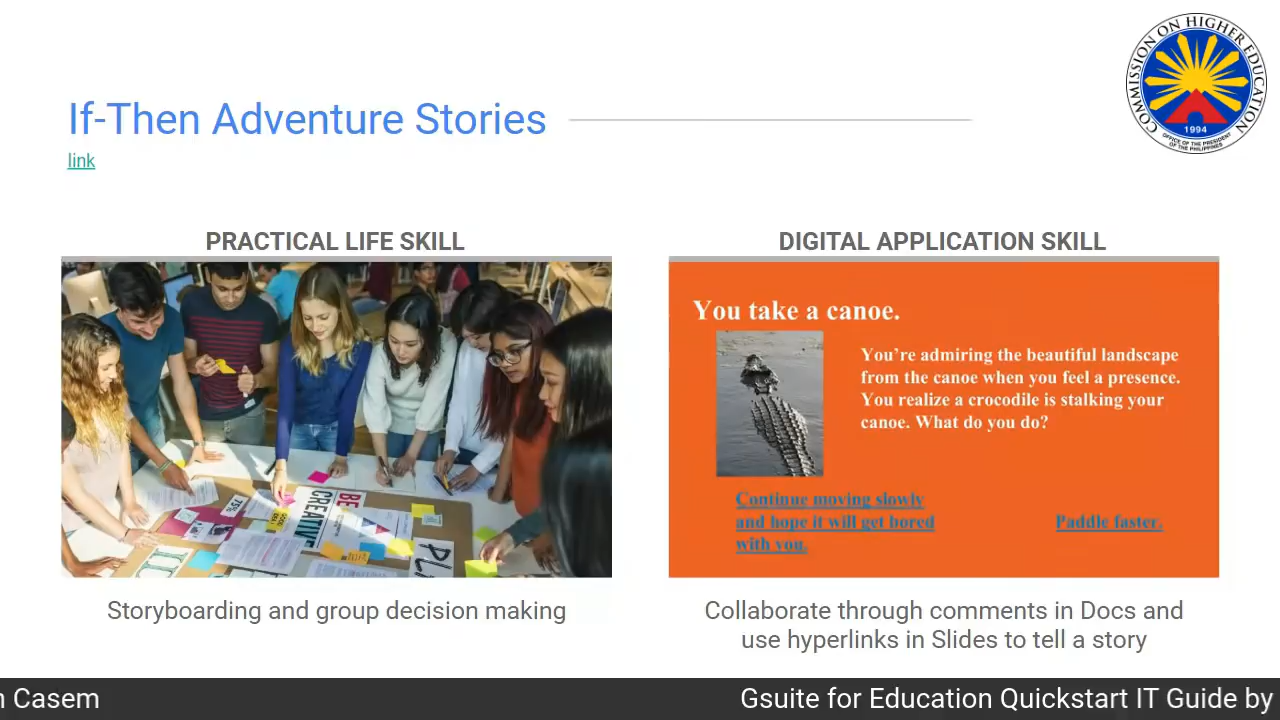 COMMISSION ON HIGHER EDUCATION
1994
OFFICE OF THE PRESIDENT
OF THE PHILIPPINES
If-Then Adventure Stories
link
PRACTICAL LIFE SKILL
DIGITAL APPLICATION SKILL
BE
CREATIVE
75%
You take a canoe.
You’re admiring the beautiful landscape
from the canoe when you feel a presence.
You realize a crocodile is stalking your
canoe. What do you do?
Continue moving slowly
and hope it will get bored
with you.
Paddle faster.
Storyboarding and group decision making
Collaborate through comments in Docs and
use hyperlinks in Slides to tell a story
n Casem
Gsuite for Education Quickstart IT Guide by